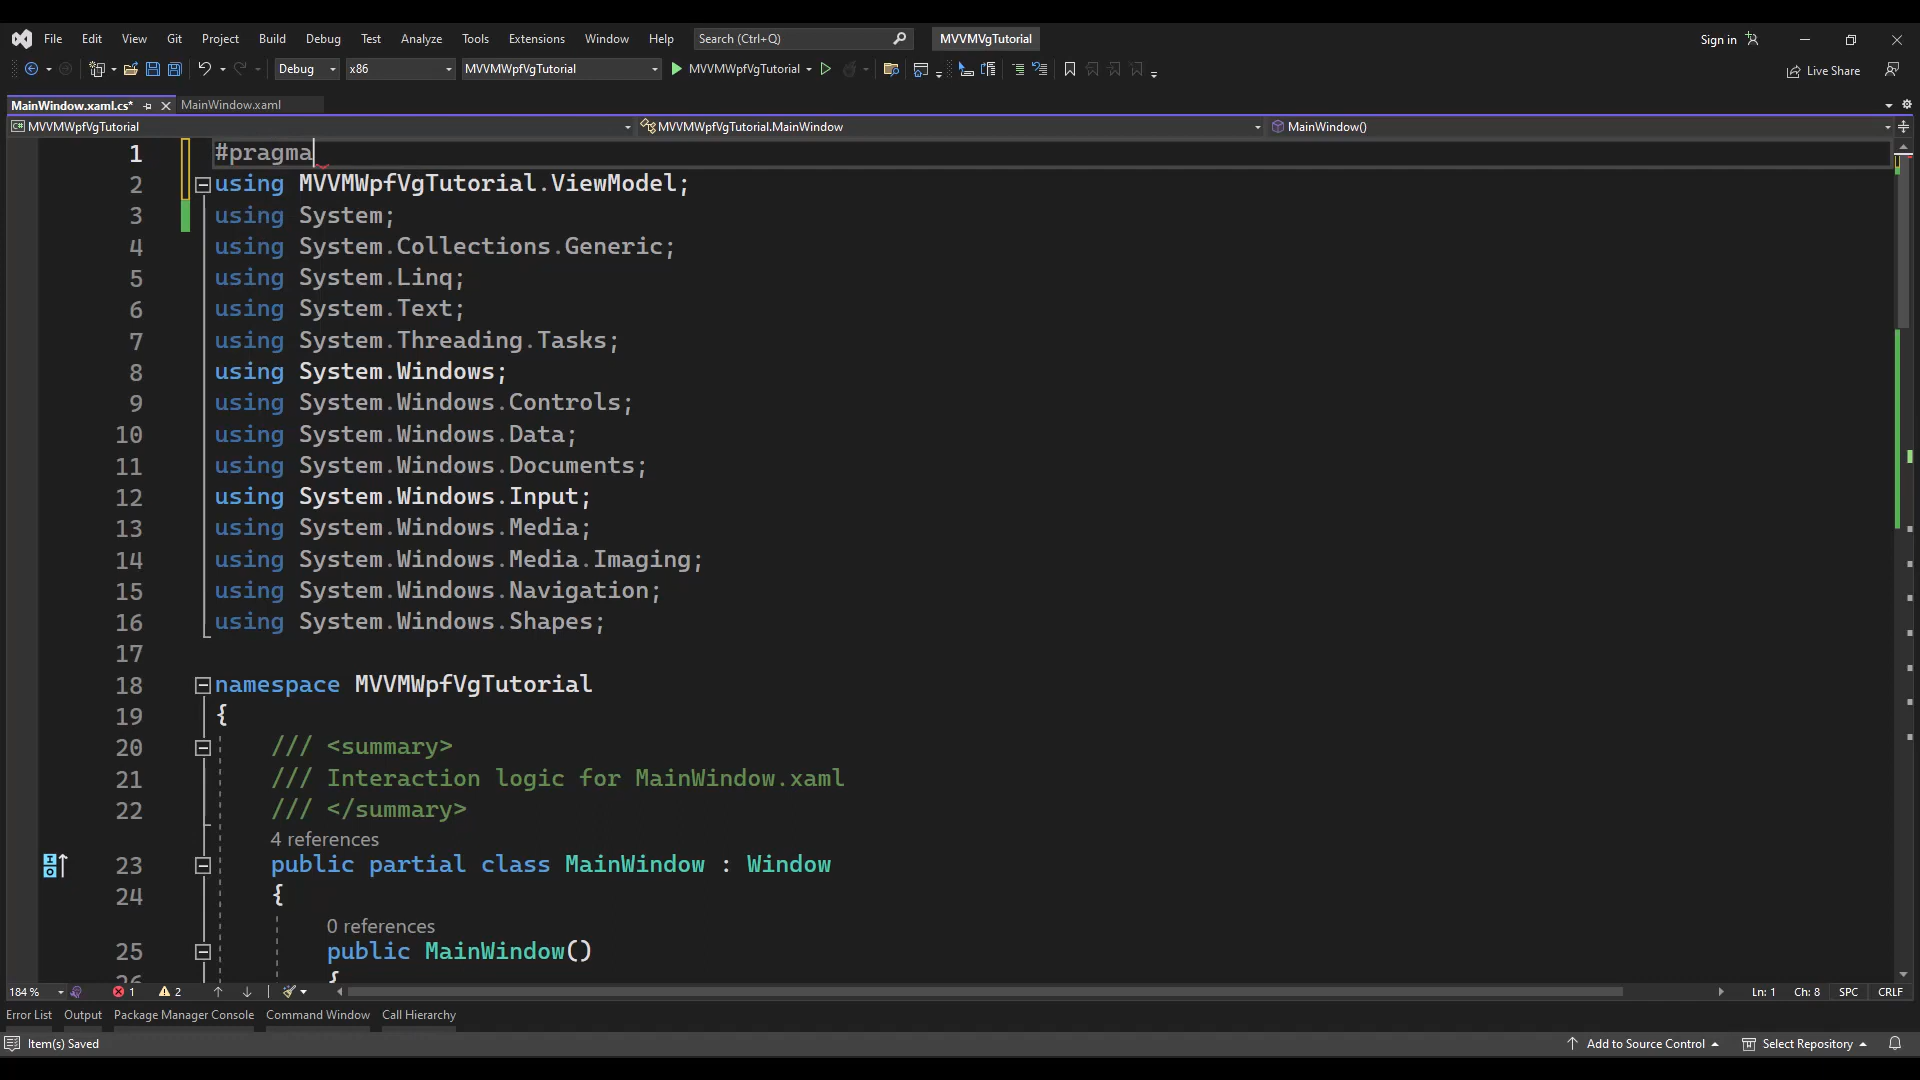 File Edit View Git Project Build Debug Test Analyze Tools Extensions Window Help Search (Ctrl+Q) MVVMVgTutorial Sign in
Debug x86 MVVMWpfVgTutorial MVVMWpfVgTutorial Live Share
MainWindow.xaml.cs* MainWindow.xaml
MVVMWpfVgTutorial MVVMWpfVgTutorial.MainWindow MainWindow()
1 #pragma
2 using MVVMWpfVgTutorial.ViewModel;
3 using System;
4 using System.Collections.Generic;
5 using System.Linq;
6 using System.Text;
7 using System.Threading.Tasks;
8 using System.Windows;
9 using System.Windows.Controls;
10 using System.Windows.Data;
11 using System.Windows.Documents;
12 using System.Windows.Input;
13 using System.Windows.Media;
14 using System.Windows.Media.Imaging;
15 using System.Windows.Navigation;
16 using System.Windows.Shapes;
17
18 namespace MVVMWpfVgTutorial
19 {
20 /// <summary>
21 /// Interaction logic for MainWindow.xaml
22 /// </summary>
4 references
23 public partial class MainWindow : Window
24 {
0 references
25 public MainWindow()
26 {
184 % 1 2 Ln: 1 Ch: 8 SPC CRLF
Error List Output Package Manager Console Command Window Call Hierarchy
Item(s) Saved Add to Source Control Select Repository